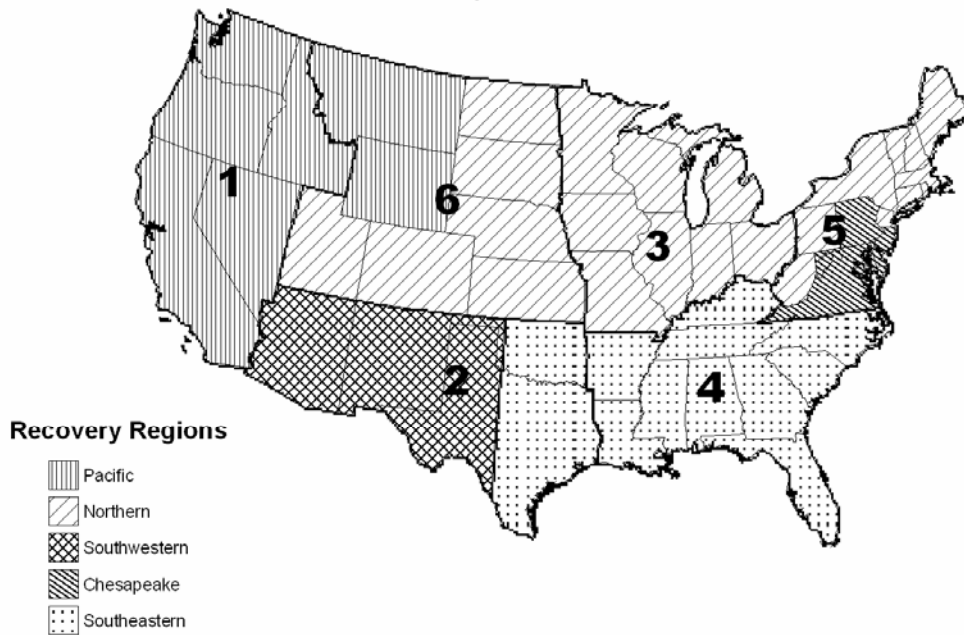 1
6
3
5
2
4
Recovery Regions
Pacific
Northern
Southwestern
Chesapeake
Southeastern